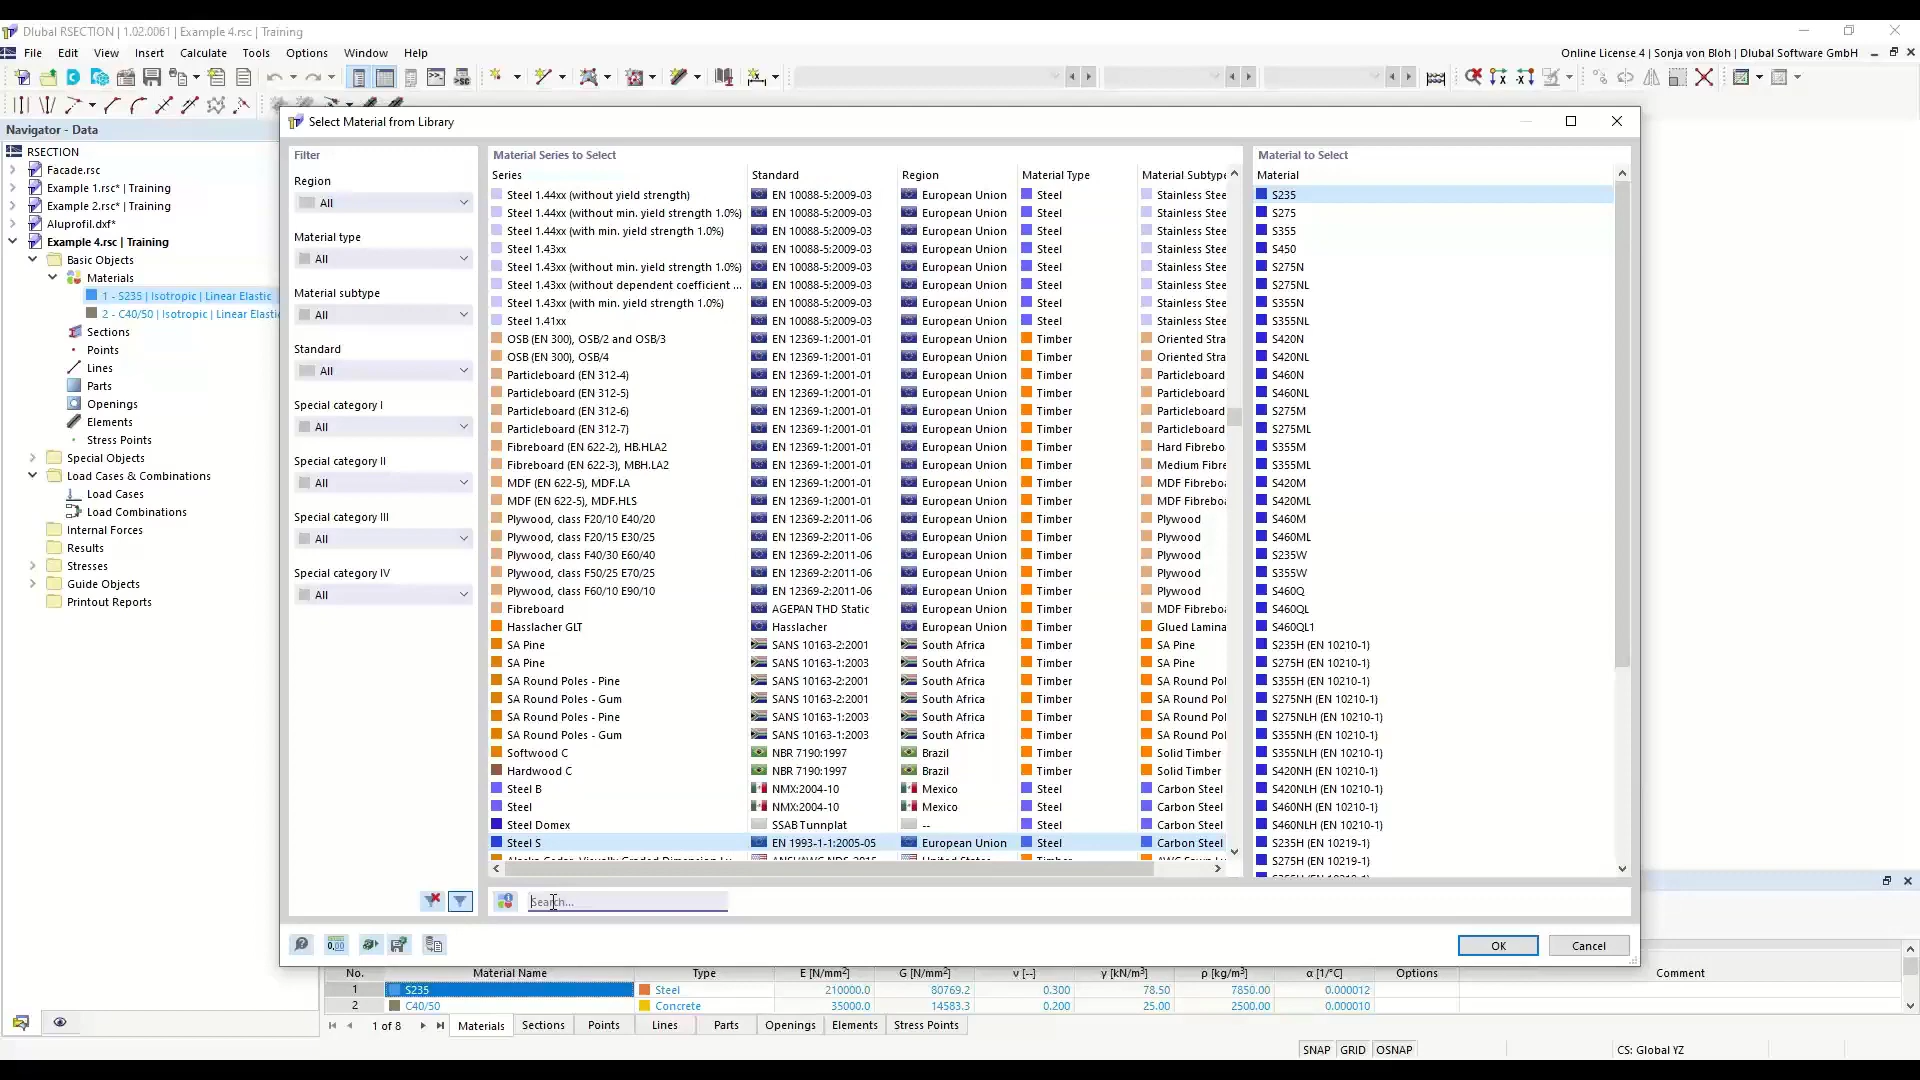 Dlubal RSECTION | 1.02.0061 | Example 4.rsc | Training
File Edit View Insert Calculate Tools Options Window Help
Online License 4 | Sonja von Bloh | Dlubal Software GmbH
Navigator - Data
RSECTION
Facade.rsc
Example 1.rsc* | Training
Example 2.rsc* | Training
Aluprofil.dxf*
Example 4.rsc | Training
Basic Objects
Materials
1 - S235 | Isotropic | Linear Elastic
2 - C40/50 | Isotropic | Linear Elastic
Sections
Points
Lines
Parts
Openings
Elements
Stress Points
Special Objects
Load Cases & Combinations
Load Cases
Load Combinations
Internal Forces
Results
Stresses
Guide Objects
Printout Reports
Select Material from Library
Filter
Region
All
Material type
All
Material subtype
All
Standard
All
Special category I
All
Special category II
All
Special category III
All
Special category IV
All
Material Series to Select
Series Standard Region Material Type Material Subtype
Steel 1.44xx (without yield strength) EN 10088-5:2009-03 European Union Steel Stainless Stee
Steel 1.44xx (without min. yield strength 1.0%) EN 10088-5:2009-03 European Union Steel Stainless Stee
Steel 1.44xx (with min. yield strength 1.0%) EN 10088-5:2009-03 European Union Steel Stainless Stee
Steel 1.43xx EN 10088-5:2009-03 European Union Steel Stainless Stee
Steel 1.43xx (without min. yield strength 1.0%) EN 10088-5:2009-03 European Union Steel Stainless Stee
Steel 1.43xx (without dependent coefficient ... EN 10088-5:2009-03 European Union Steel Stainless Stee
Steel 1.43xx (with min. yield strength 1.0%) EN 10088-5:2009-03 European Union Steel Stainless Stee
Steel 1.41xx EN 10088-5:2009-03 European Union Steel Stainless Stee
OSB (EN 300), OSB/2 and OSB/3 EN 12369-1:2001-01 European Union Timber Oriented Stra
OSB (EN 300), OSB/4 EN 12369-1:2001-01 European Union Timber Oriented Stra
Particleboard (EN 312-4) EN 12369-1:2001-01 European Union Timber Particleboard
Particleboard (EN 312-5) EN 12369-1:2001-01 European Union Timber Particleboard
Particleboard (EN 312-6) EN 12369-1:2001-01 European Union Timber Particleboard
Particleboard (EN 312-7) EN 12369-1:2001-01 European Union Timber Particleboard
Fibreboard (EN 622-2), HB.HLA2 EN 12369-1:2001-01 European Union Timber Hard Fibrebo
Fibreboard (EN 622-3), MBH.LA2 EN 12369-1:2001-01 European Union Timber Medium Fibre
MDF (EN 622-5), MDF.LA EN 12369-1:2001-01 European Union Timber MDF Fibreboa
MDF (EN 622-5), MDF.HLS EN 12369-1:2001-01 European Union Timber MDF Fibreboa
Plywood, class F20/10 E40/20 EN 12369-2:2011-06 European Union Timber Plywood
Plywood, class F20/15 E30/25 EN 12369-2:2011-06 European Union Timber Plywood
Plywood, class F40/30 E60/40 EN 12369-2:2011-06 European Union Timber Plywood
Plywood, class F50/25 E70/25 EN 12369-2:2011-06 European Union Timber Plywood
Plywood, class F60/10 E90/10 EN 12369-2:2011-06 European Union Timber Plywood
Fibreboard AGEPAN THD Static European Union Timber MDF Fibreboa
Hasslacher GLT Hasslacher European Union Timber Glued Lamina
SA Pine SANS 10163-2:2001 South Africa Timber SA Pine
SA Pine SANS 10163-1:2003 South Africa Timber SA Pine
SA Round Poles - Pine SANS 10163-2:2001 South Africa Timber SA Round Pol
SA Round Poles - Gum SANS 10163-2:2001 South Africa Timber SA Round Pol
SA Round Poles - Pine SANS 10163-1:2003 South Africa Timber SA Round Pol
SA Round Poles - Gum SANS 10163-1:2003 South Africa Timber SA Round Pol
Softwood C NBR 7190:1997 Brazil Timber Solid Timber
Hardwood C NBR 7190:1997 Brazil Timber Solid Timber
Steel B NMX:2004-10 Mexico Steel Carbon Steel
Steel NMX:2004-10 Mexico Steel Carbon Steel
Steel Domex SSAB Tunnplat -- Steel Carbon Steel
Steel S EN 1993-1-1:2005-05 European Union Steel Carbon Steel
Search...
Material to Select
Material
S235
S275
S355
S450
S275N
S275NL
S355N
S355NL
S420N
S420NL
S460N
S460NL
S275M
S275ML
S355M
S355ML
S420M
S420ML
S460M
S460ML
S235W
S355W
S460Q
S460QL
S460QL1
S235H (EN 10210-1)
S275H (EN 10210-1)
S355H (EN 10210-1)
S275NH (EN 10210-1)
S275NLH (EN 10210-1)
S355NH (EN 10210-1)
S355NLH (EN 10210-1)
S420NH (EN 10210-1)
S420NLH (EN 10210-1)
S460NH (EN 10210-1)
S460NLH (EN 10210-1)
S235H (EN 10219-1)
S275H (EN 10219-1)
OK Cancel
No. Material Name Type E [N/mm²] G [N/mm²] ν [--] γ [kN/m³] ρ [kg/m³] α [1/°C] Options Comment
1 S235 Steel 210000.0 80769.2 0.300 78.50 7850.00 0.000012
2 C40/50 Concrete 35000.0 14583.3 0.200 25.00 2500.00 0.000010
1 of 8 Materials Sections Points Lines Parts Openings Elements Stress Points
SNAP GRID OSNAP CS: Global YZ